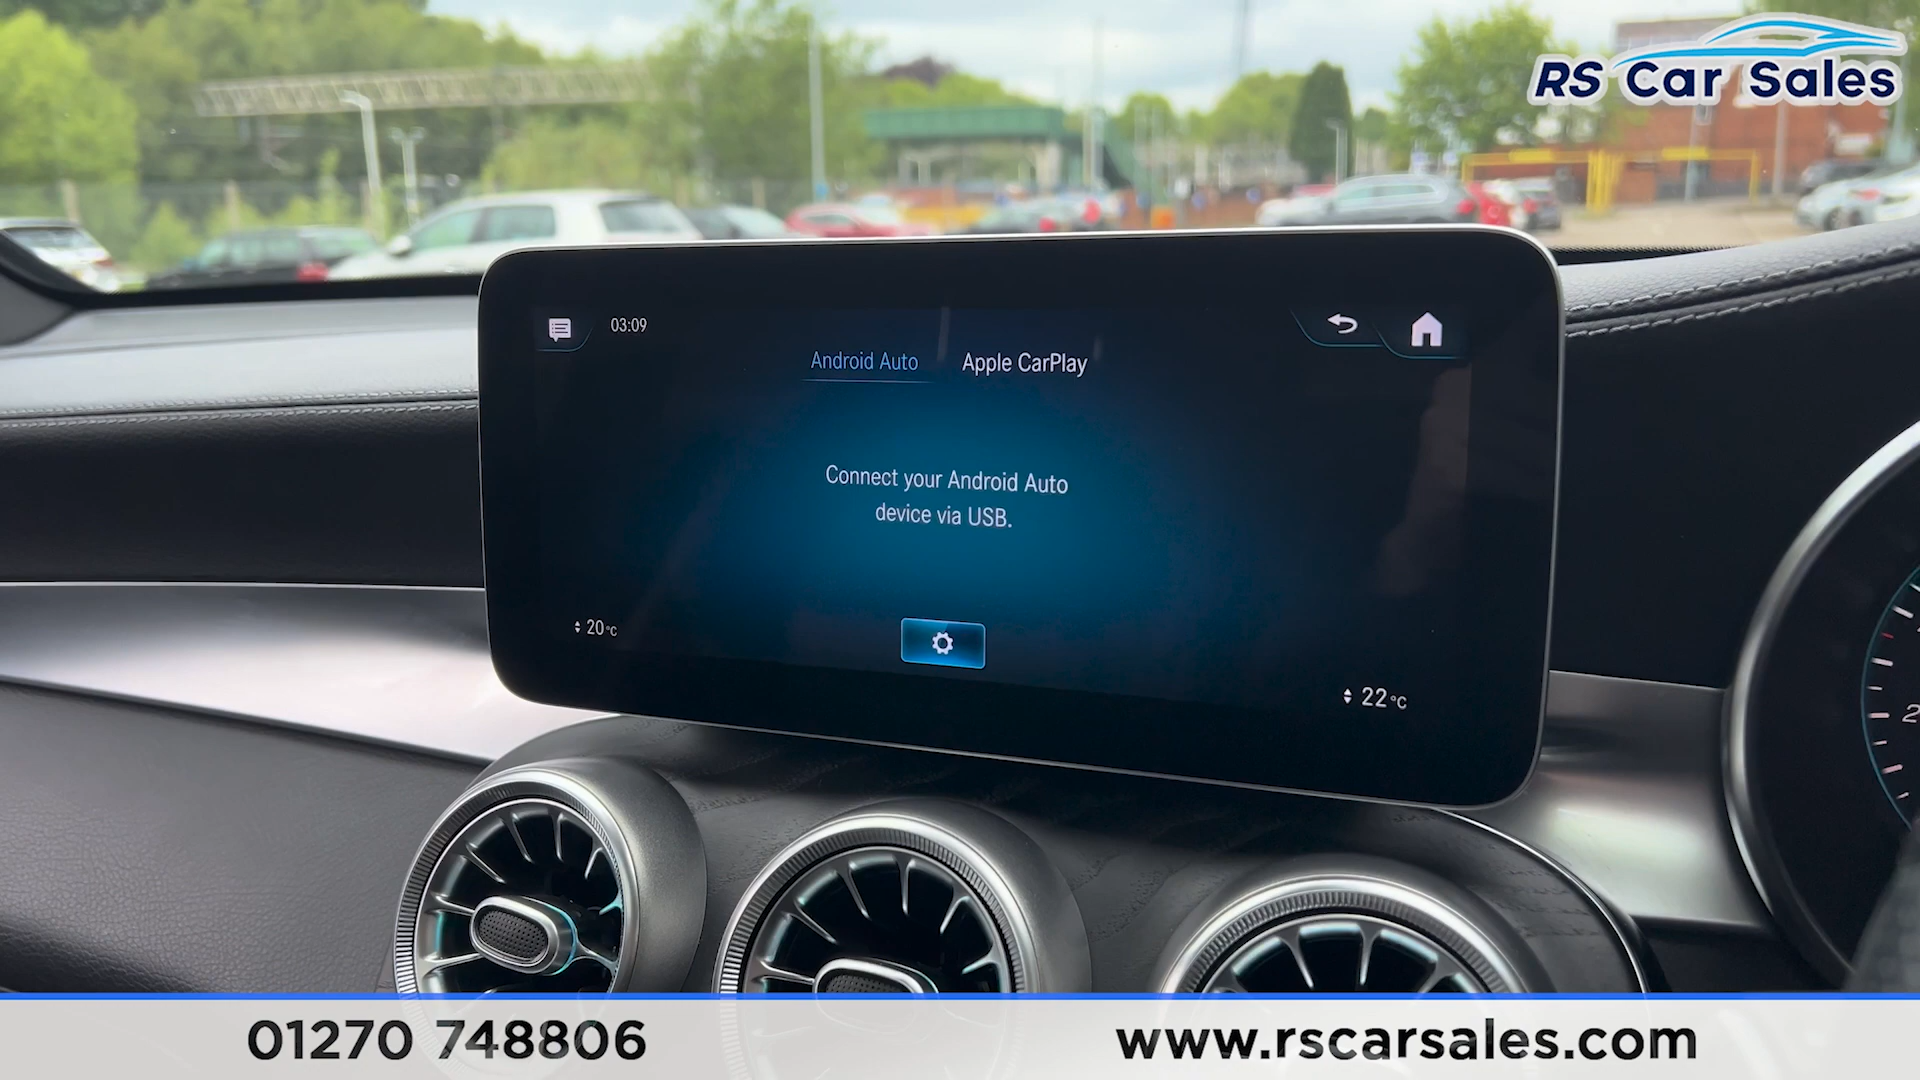 RS Car Sales
03:09
Android Auto Apple CarPlay
Connect your Android Auto
device via USB.
20°C
22°C
2
01270 748806
www.rscarsales.com